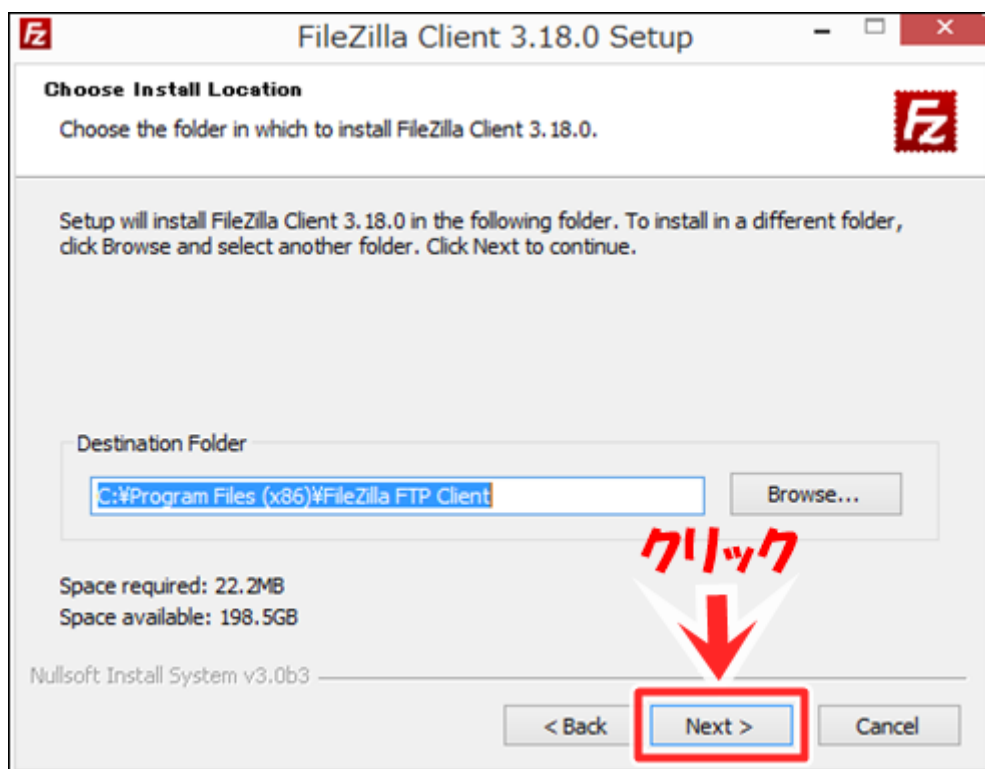 FileZilla Client 3.18.0 Setup
Choose Install Location
Choose the folder in which to install FileZilla Client 3.18.0.
Fz
Setup will install FileZilla Client 3.18.0 in the following folder. To install in a different folder,
click Browse and select another folder. Click Next to continue.
Destination Folder
C:¥Program Files (x86)¥FileZilla FTP Client
Browse...
クリック
Space required: 22.2MB
Space available: 198.5GB
Nullsoft Install System v3.0b3
< Back
Next >
Cancel